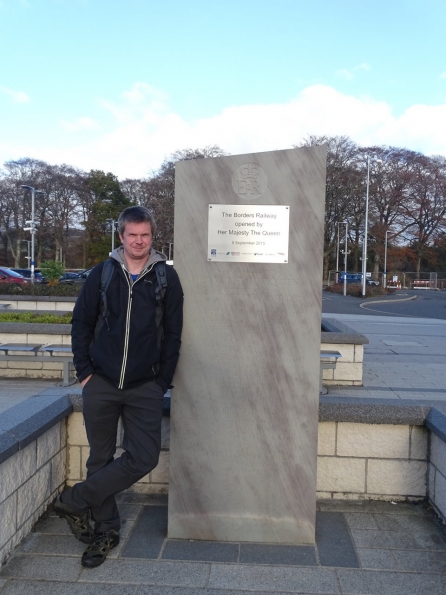 The Borders Railway
opened by
Her Majesty The Queen
9 September 2015